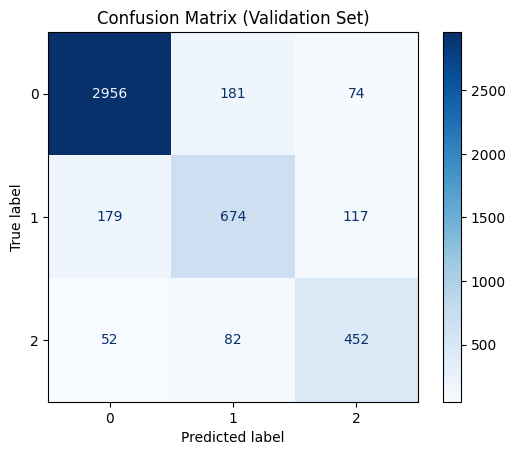 Confusion Matrix (Validation Set)
True label
0 2956 181 74
1 179 674 117
2 52 82 452
0 1 2
Predicted label
2500
2000
1500
1000
500